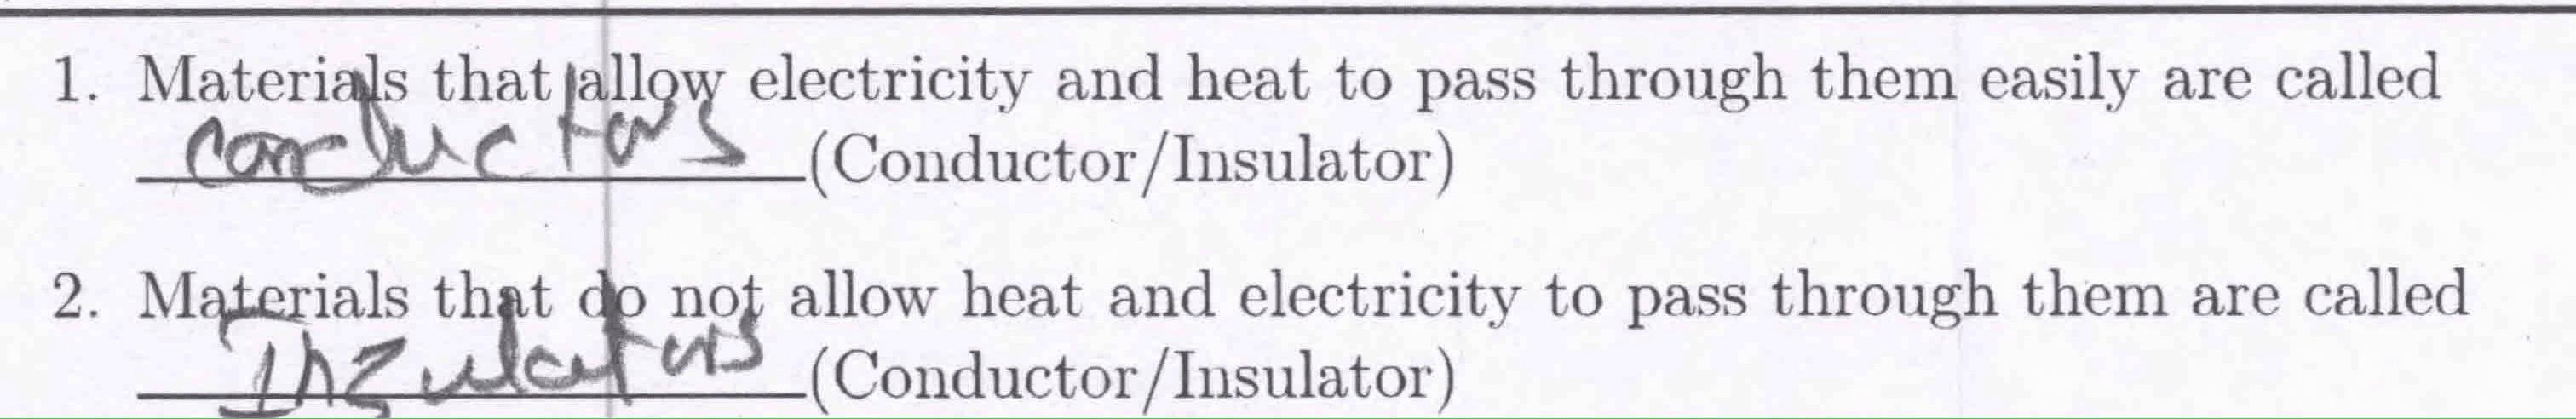 1. Materials that allow electricity and heat to pass through them easily are called
conductors (Conductor/Insulator)
2. Materials that do not allow heat and electricity to pass through them are called
Inzulators (Conductor/Insulator)